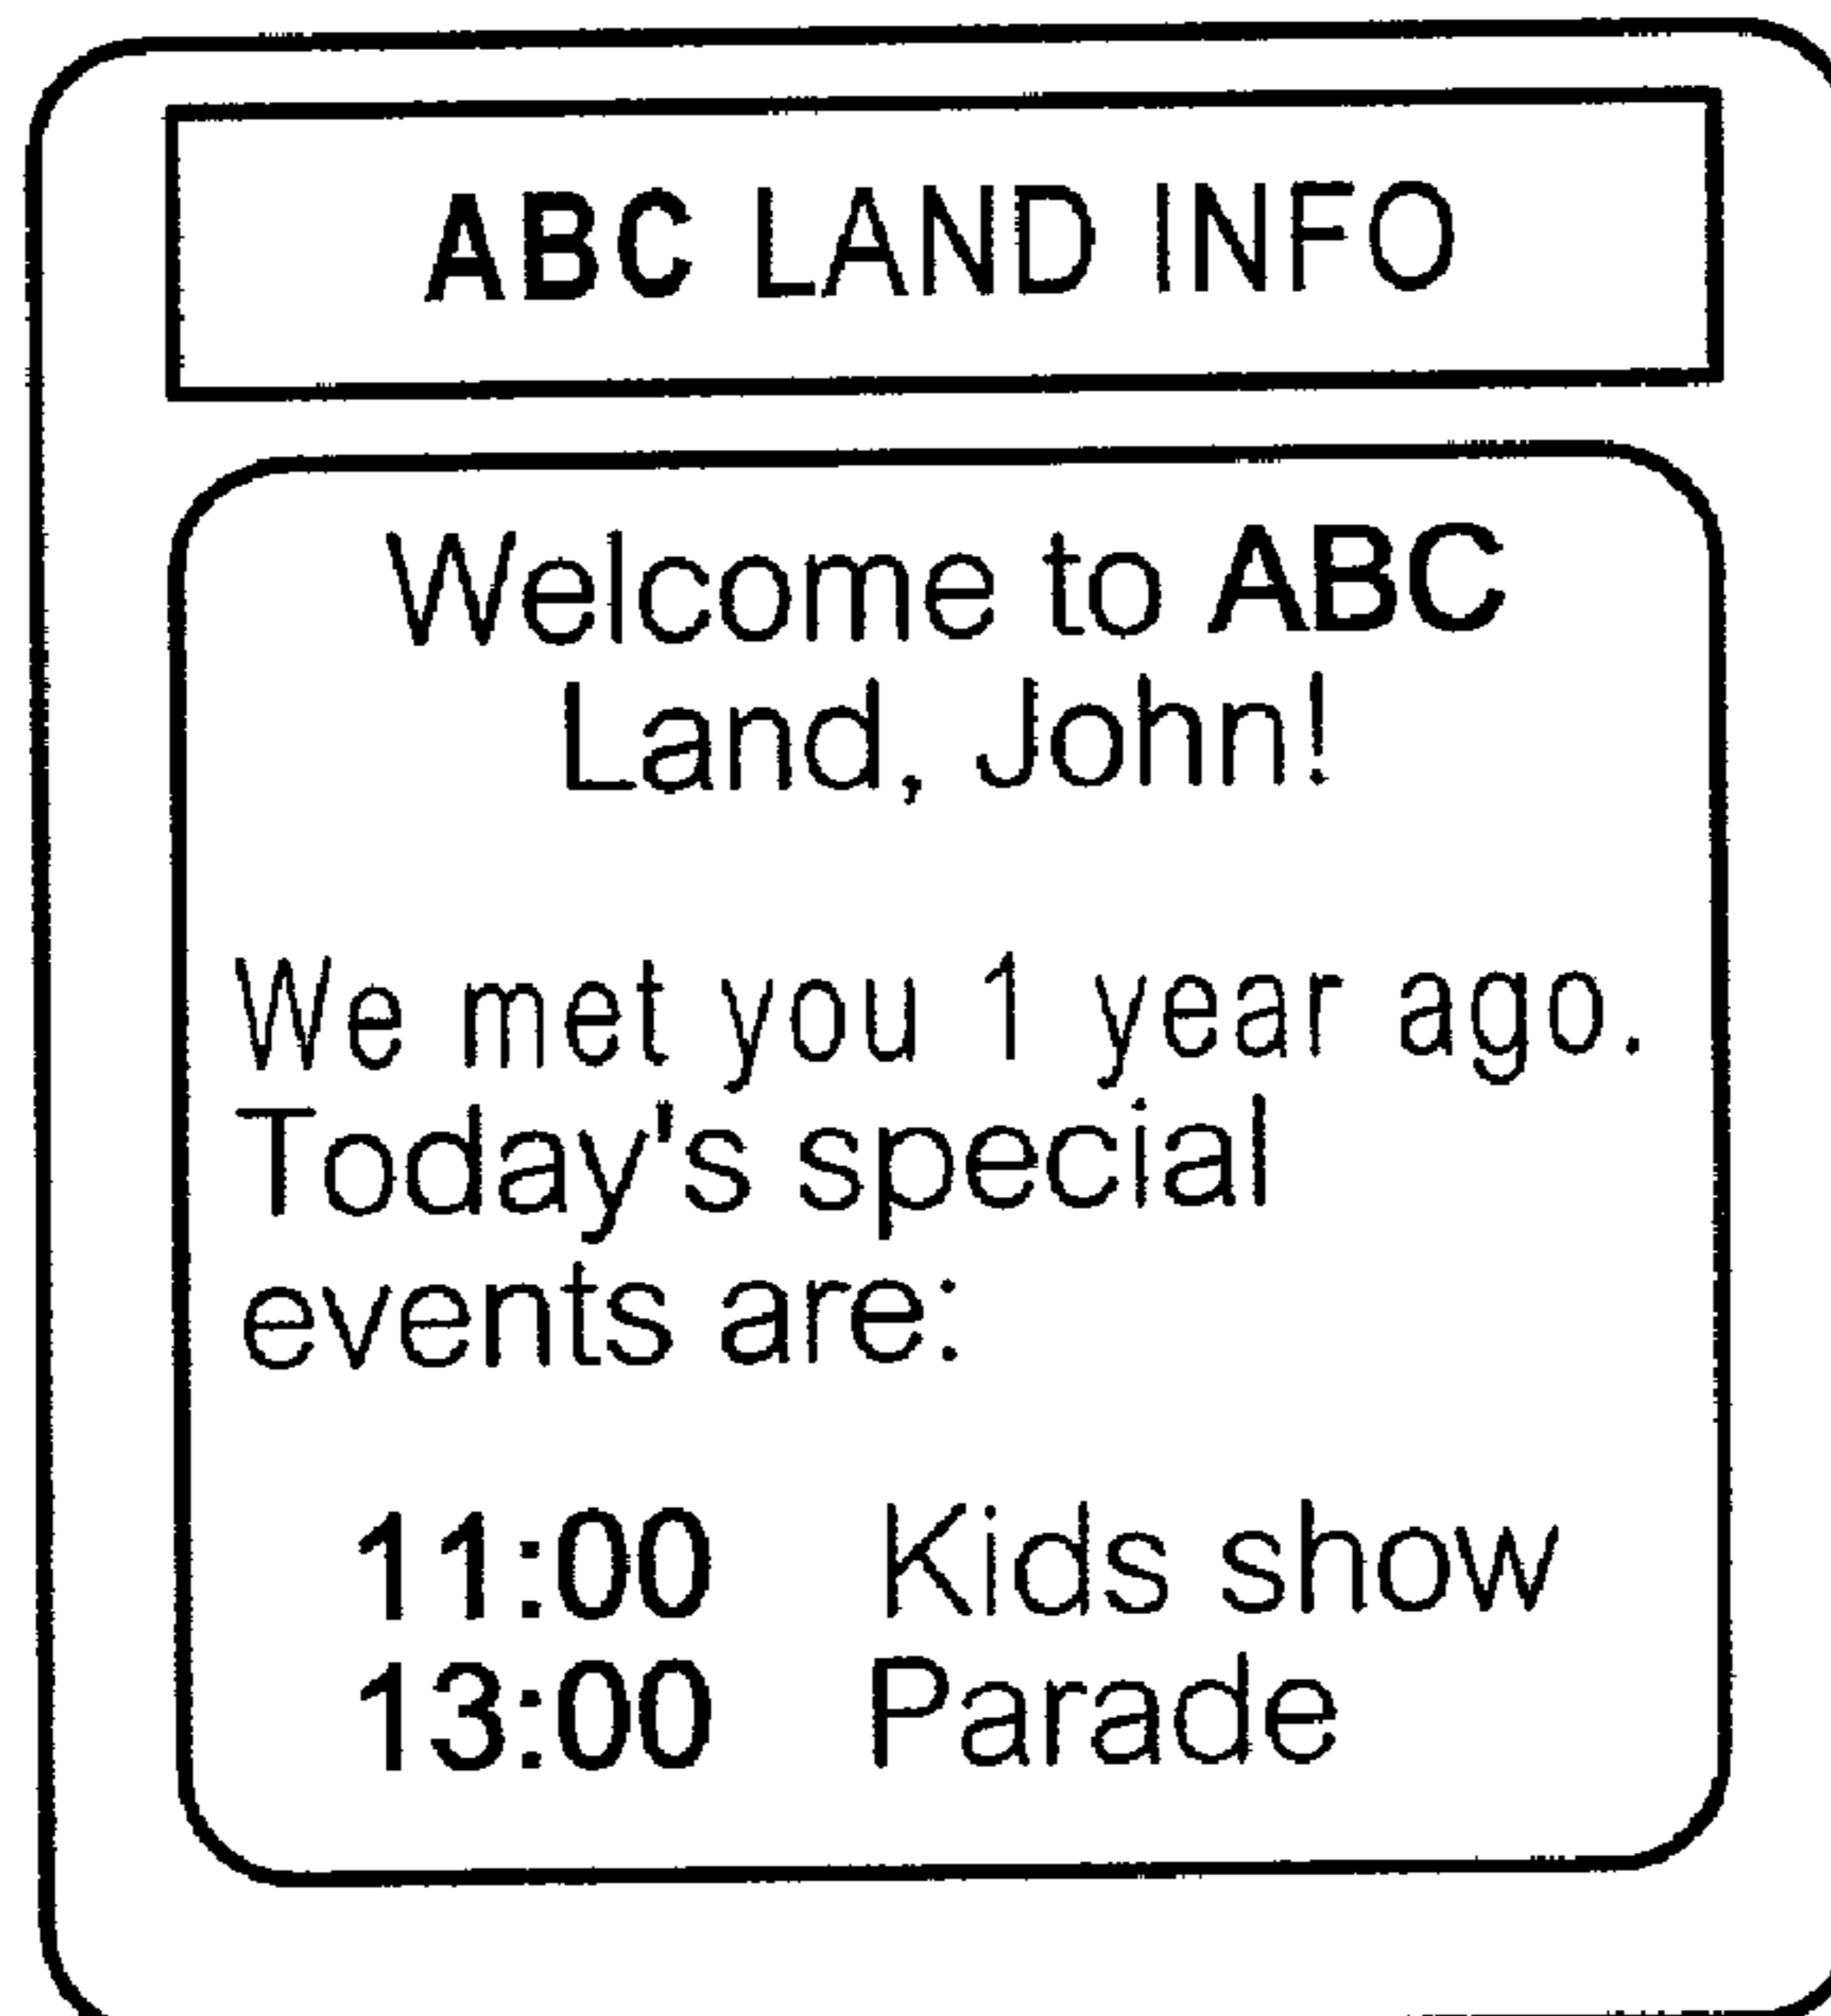 ABC LAND INFO
Welcome to ABC
Land, John!
We met you 1 year ago.
Today's special
events are:
11:00 Kids show
13:00 Parade